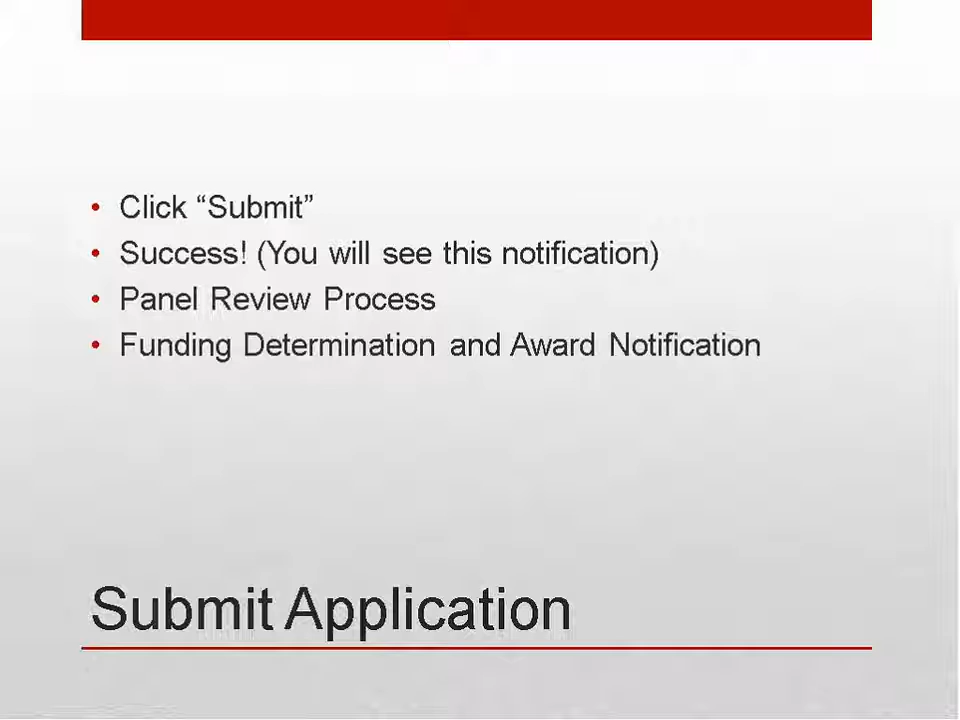 • Click “Submit”
• Success! (You will see this notification)
• Panel Review Process
• Funding Determination and Award Notification
Submit Application